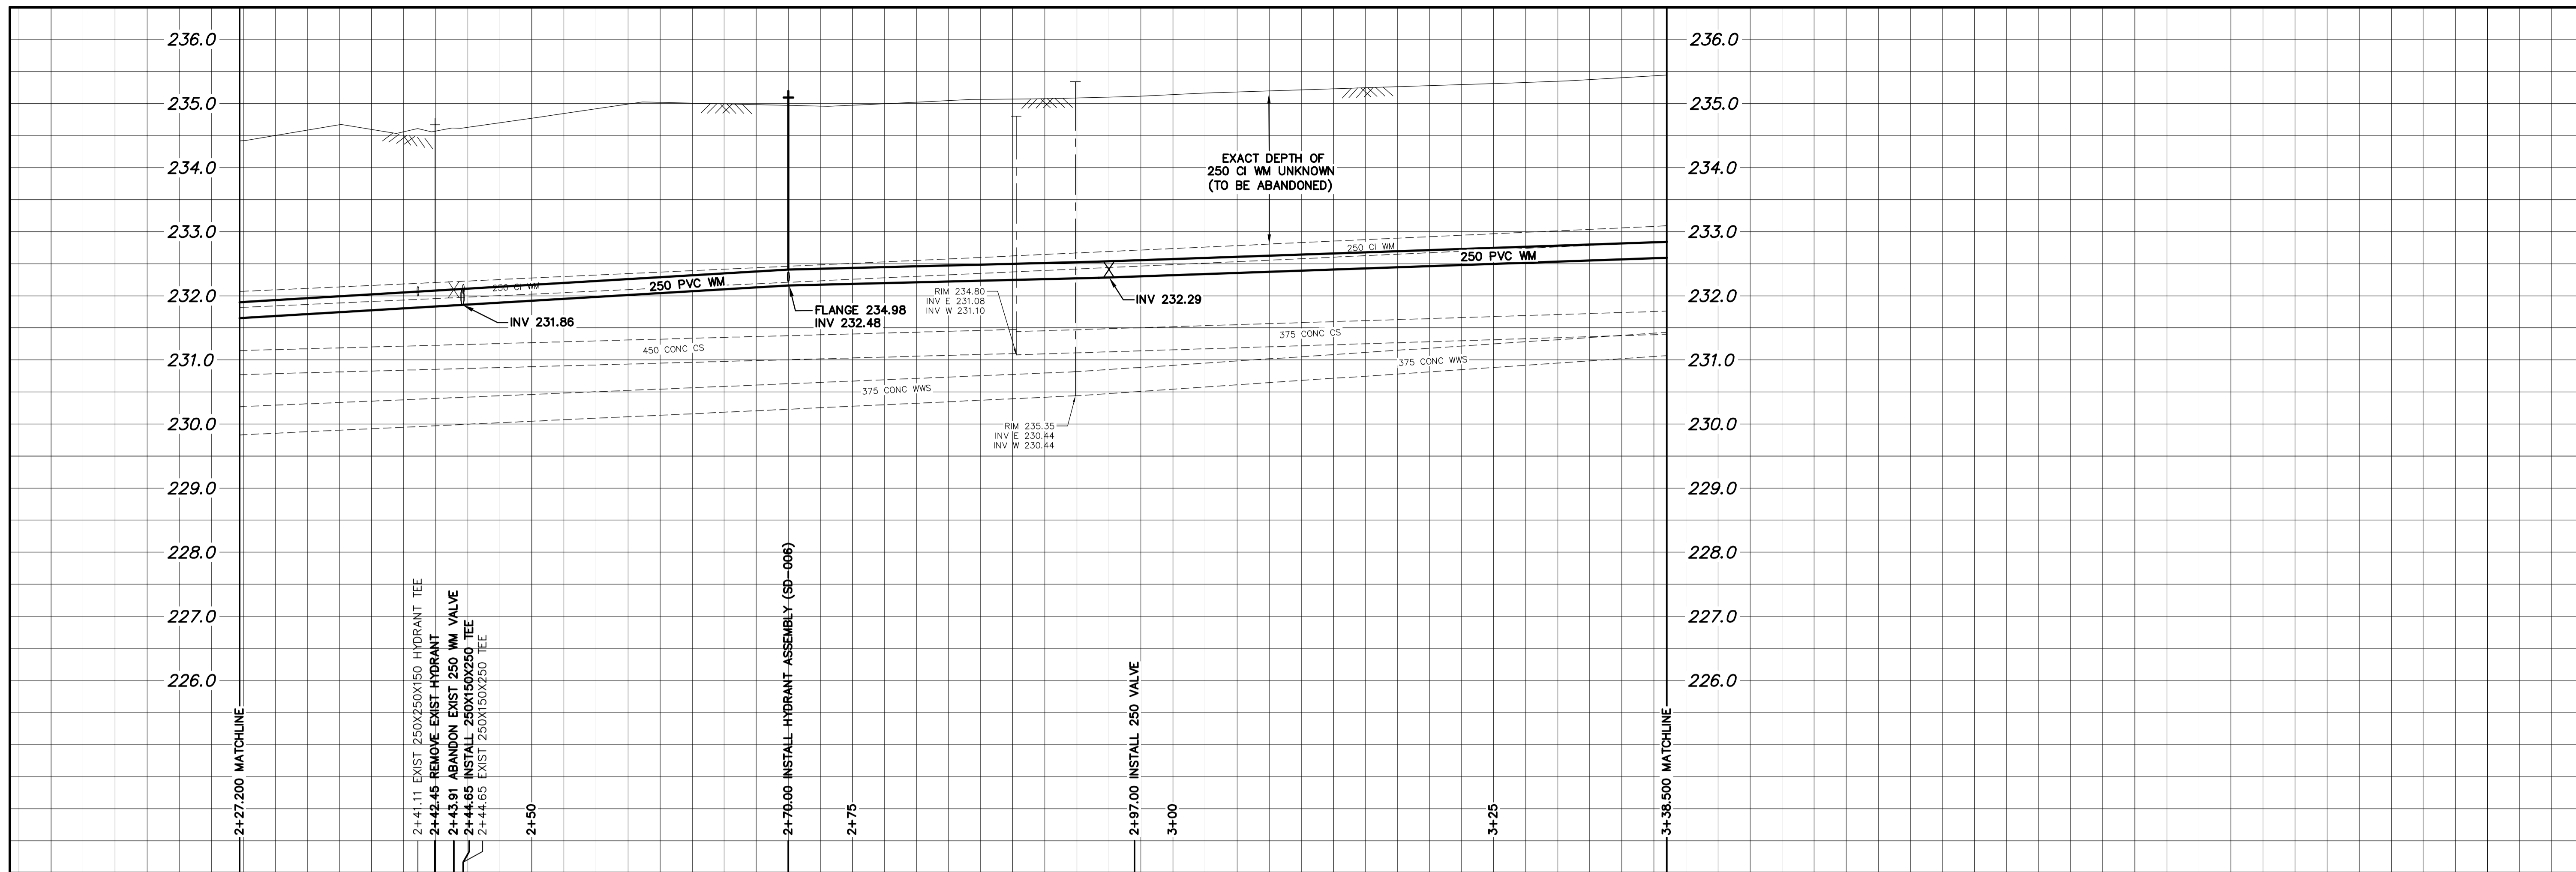 236.0
236.0
235.0
235.0
EXACT DEPTH OF
250 CI WM UNKNOWN
(TO BE ABANDONED)
234.0
234.0
233.0
233.0
250 CI WM
250 PVC WM
250 CI WM
250 PVC WM
232.0
232.0
RIM 234.80
INV E 231.08
INV W 231.10
INV 232.29
FLANGE 234.98
INV 232.48
INV 231.86
375 CONC CS
450 CONC CS
231.0
231.0
375 CONC WWS
375 CONC WWS
230.0
230.0
RIM 235.35
INV E 230.44
INV W 230.44
229.0
229.0
228.0
228.0
227.0
227.0
226.0
226.0
2+27.200 MATCHLINE
2+41.11 EXIST 250X250X150 HYDRANT TEE
2+42.45 REMOVE EXIST HYDRANT
2+43.91 ABANDON EXIST 250 WM VALVE
2+44.65 INSTALL 250X150X250 TEE
2+44.65 EXIST 250X150X250 TEE
2+50
2+70.00 INSTALL HYDRANT ASSEMBLY (SD-006)
2+75
2+97.00 INSTALL 250 VALVE
3+00
3+25
3+38.500 MATCHLINE